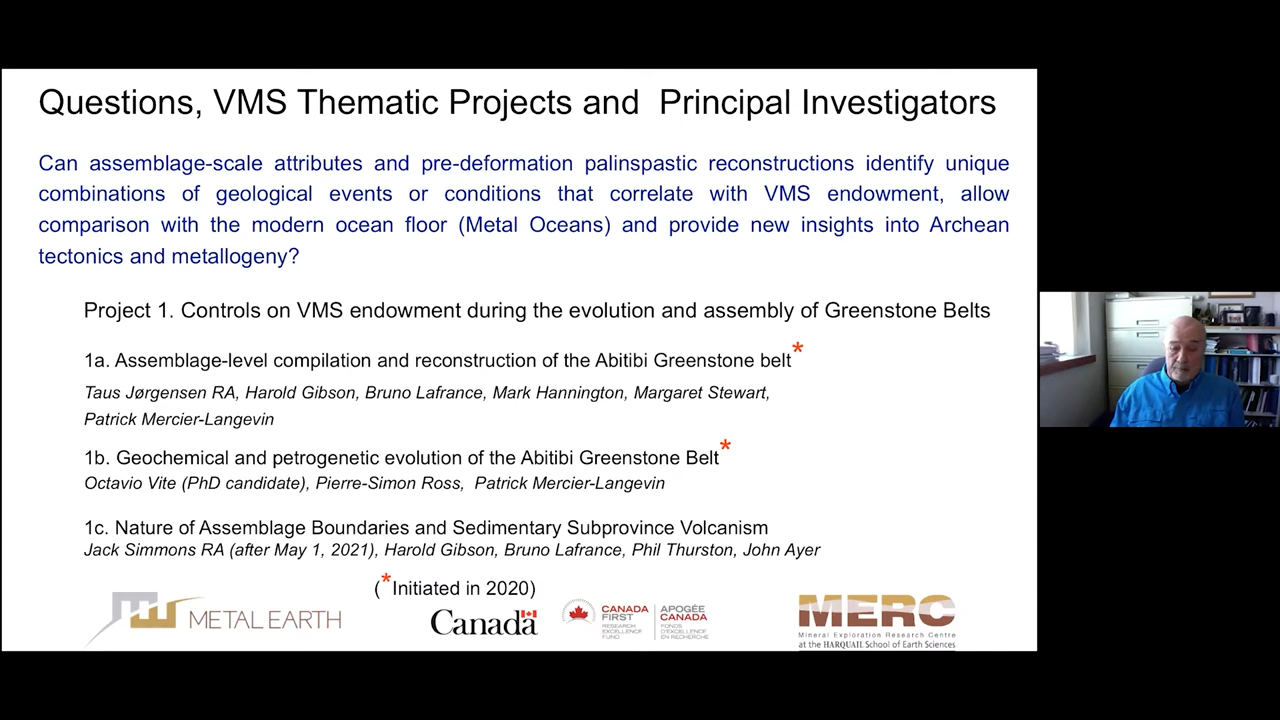 Questions, VMS Thematic Projects and Principal Investigators
Can assemblage-scale attributes and pre-deformation palinspastic reconstructions identify unique
combinations of geological events or conditions that correlate with VMS endowment, allow
comparison with the modern ocean floor (Metal Oceans) and provide new insights into Archean
tectonics and metallogeny?
Project 1. Controls on VMS endowment during the evolution and assembly of Greenstone Belts
1a. Assemblage-level compilation and reconstruction of the Abitibi Greenstone belt*
Taus Jørgensen RA, Harold Gibson, Bruno Lafrance, Mark Hannington, Margaret Stewart,
Patrick Mercier-Langevin
1b. Geochemical and petrogenetic evolution of the Abitibi Greenstone Belt*
Octavio Vite (PhD candidate), Pierre-Simon Ross, Patrick Mercier-Langevin
1c. Nature of Assemblage Boundaries and Sedimentary Subprovince Volcanism
Jack Simmons RA (after May 1, 2021), Harold Gibson, Bruno Lafrance, Phil Thurston, John Ayer
(*Initiated in 2020)
METAL EARTH
Canada
CANADA
FIRST
RESEARCH
EXCELLENCE
FUND
APOGÉE
CANADA
FONDS
D'EXCELLENCE
EN RECHERCHE
MERC
Mineral Exploration Research Centre
at the HARQUAIL School of Earth Sciences